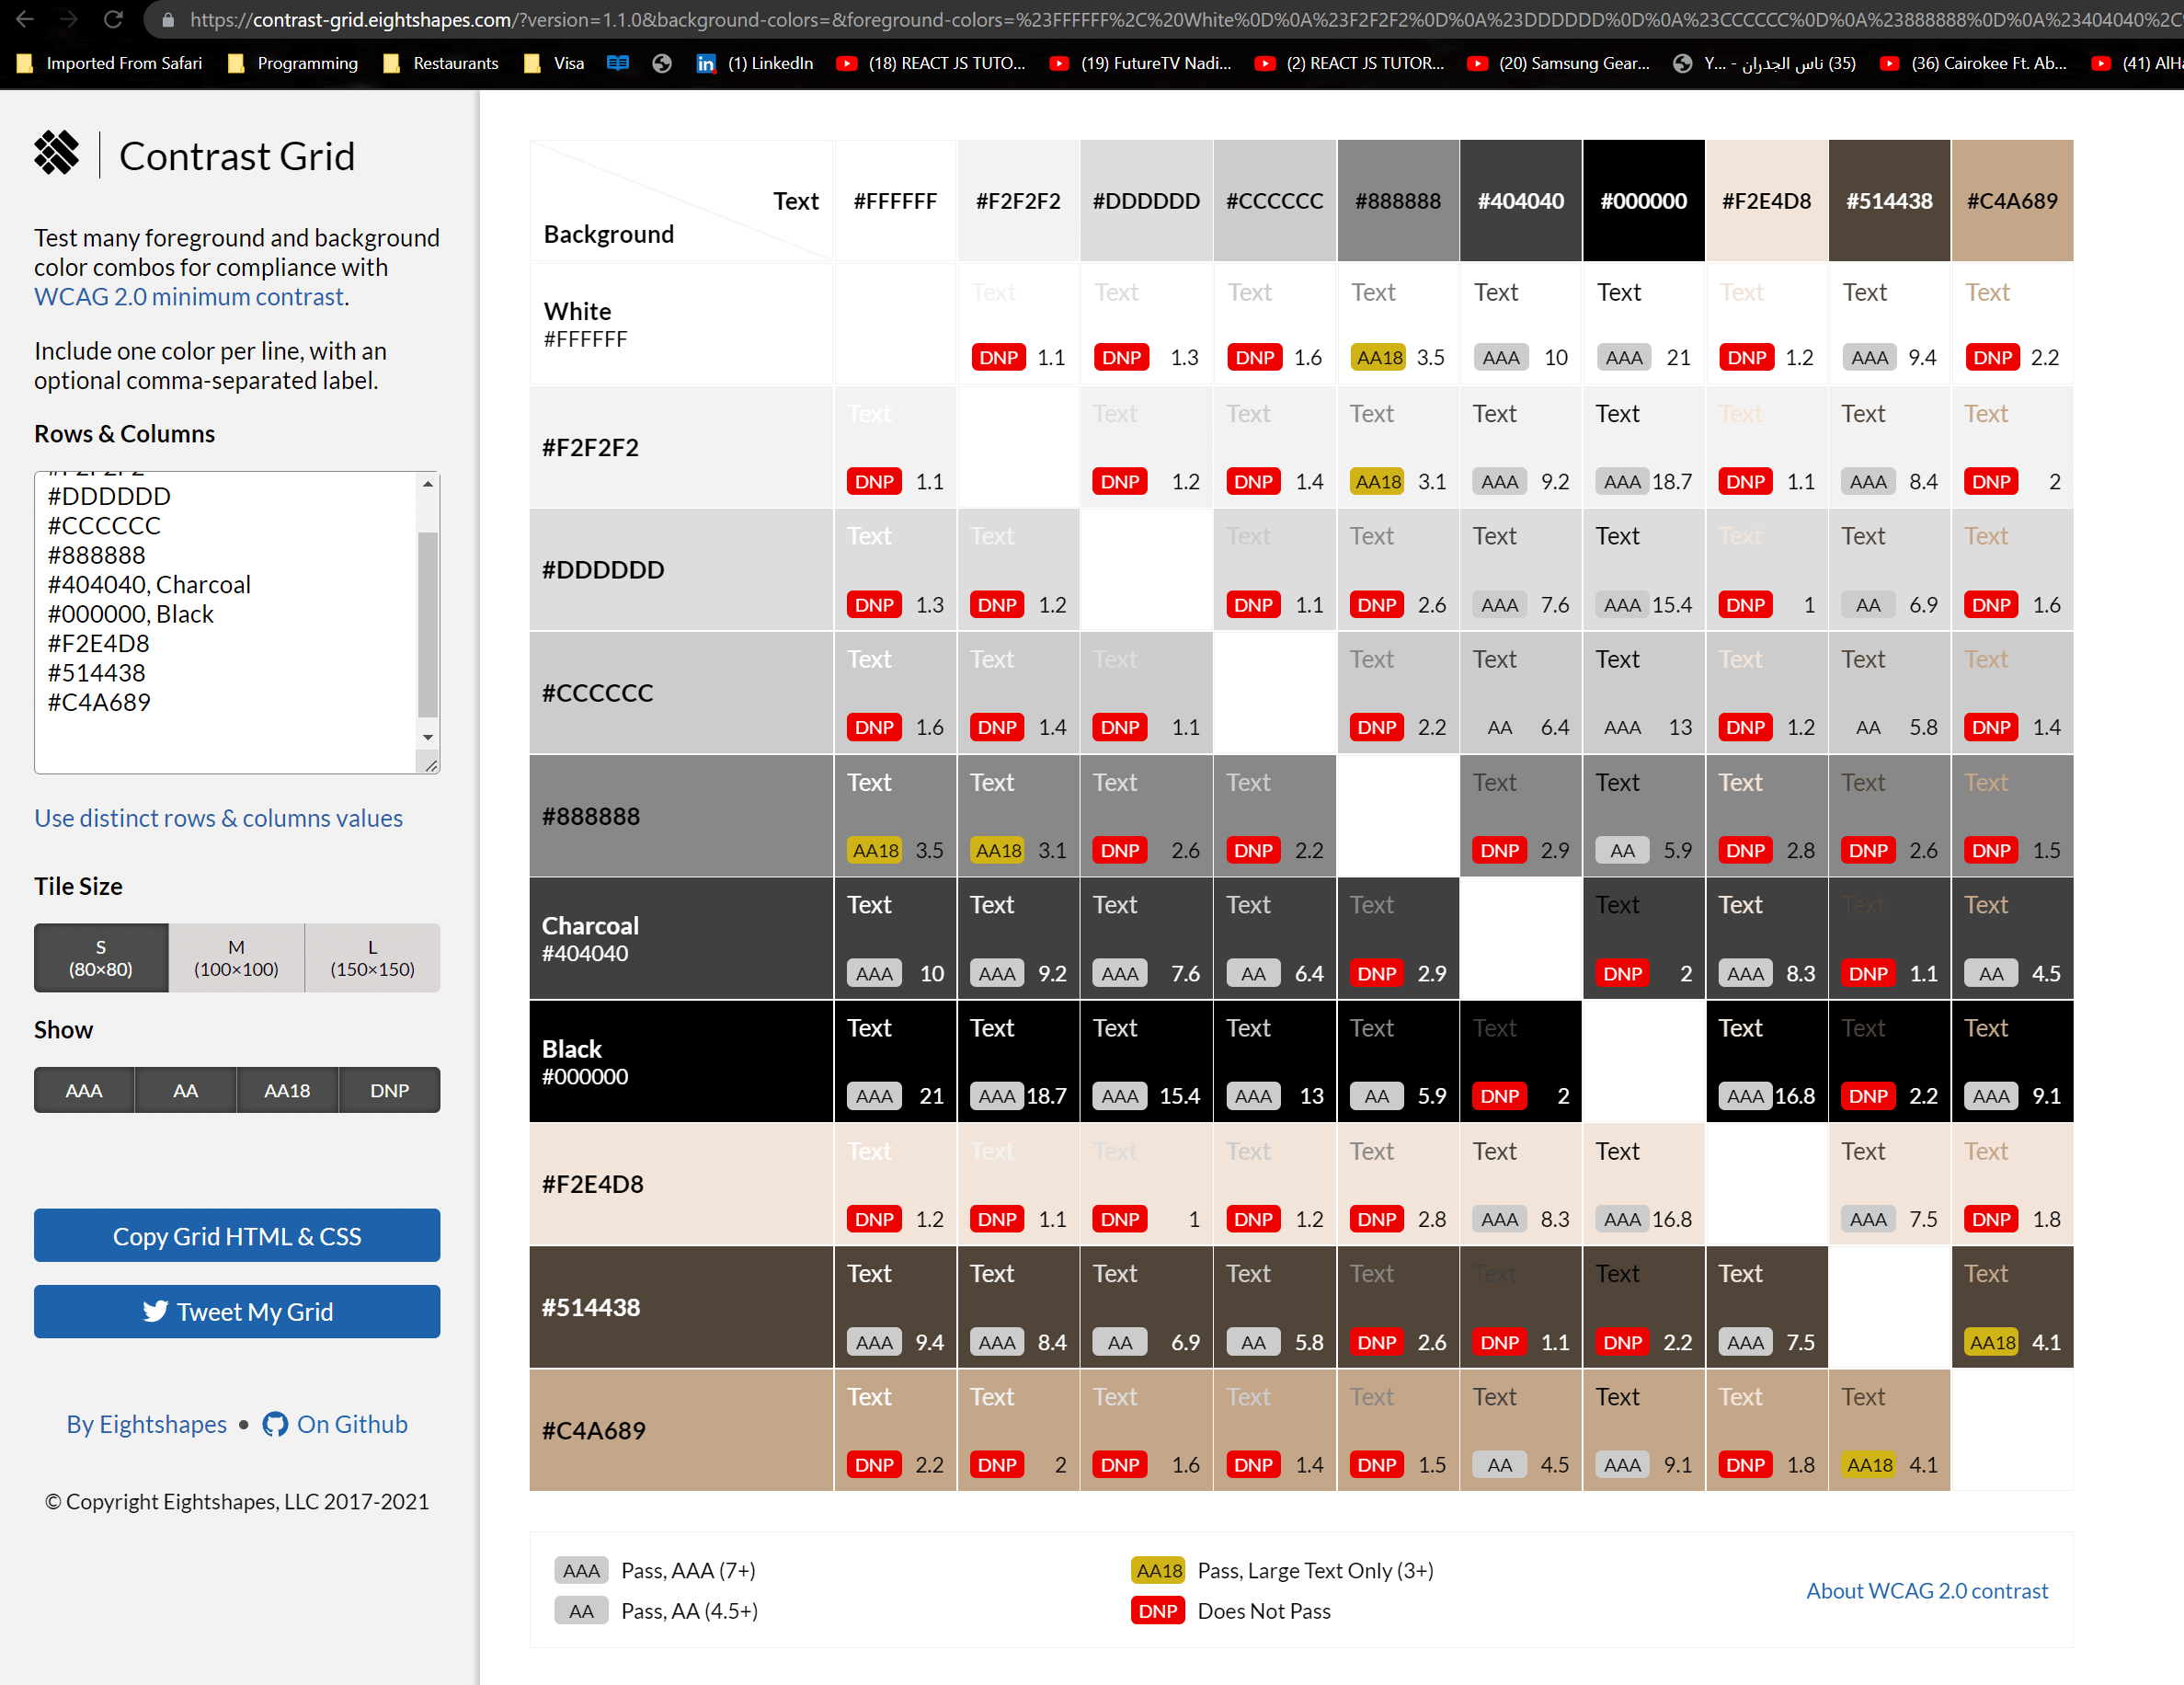 https://contrast-grid.eightshapes.com/?version=1.1.0&background-colors=&foreground-colors=%23FFFFFF%2C%20White%0D%0A%23F2F2F2%0D%0A%23DDDDDD%0D%0A%23CCCCCC%0D%0A%23888888%0D%0A%23404040%2C
Imported From Safari Programming Restaurants Visa (1) LinkedIn (18) REACT JS TUTO... (19) FutureTV Nadi... (2) REACT JS TUTOR... (20) Samsung Gear... Y... - ناس الجدران (35) (36) Cairokee Ft. Ab... (41) AlHa
Contrast Grid
Test many foreground and background
color combos for compliance with
WCAG 2.0 minimum contrast.
Include one color per line, with an
optional comma-separated label.
Rows & Columns
#F2F2F2
#DDDDDD
#CCCCCC
#888888
#404040, Charcoal
#000000, Black
#F2E4D8
#514438
#C4A689
Use distinct rows & columns values
Tile Size
S M L
(80×80) (100×100) (150×150)
Show
AAA AA AA18 DNP
Copy Grid HTML & CSS
Tweet My Grid
By Eightshapes • On Github
© Copyright Eightshapes, LLC 2017-2021
Text #FFFFFF #F2F2F2 #DDDDDD #CCCCCC #888888 #404040 #000000 #F2E4D8 #514438 #C4A689
Background
Text Text Text Text Text Text Text Text Text
White
#FFFFFF
DNP 1.1 DNP 1.3 DNP 1.6 AA18 3.5 AAA 10 AAA 21 DNP 1.2 AAA 9.4 DNP 2.2
Text Text Text Text Text Text Text Text Text
#F2F2F2
DNP 1.1 DNP 1.2 DNP 1.4 AA18 3.1 AAA 9.2 AAA 18.7 DNP 1.1 AAA 8.4 DNP 2
Text Text Text Text Text Text Text Text Text
#DDDDDD
DNP 1.3 DNP 1.2 DNP 1.1 DNP 2.6 AAA 7.6 AAA 15.4 DNP 1 AA 6.9 DNP 1.6
Text Text Text Text Text Text Text Text Text
#CCCCCC
DNP 1.6 DNP 1.4 DNP 1.1 DNP 2.2 AA 6.4 AAA 13 DNP 1.2 AA 5.8 DNP 1.4
Text Text Text Text Text Text Text Text Text
#888888
AA18 3.5 AA18 3.1 DNP 2.6 DNP 2.2 DNP 2.9 AA 5.9 DNP 2.8 DNP 2.6 DNP 1.5
Text Text Text Text Text Text Text Text Text
Charcoal
#404040
AAA 10 AAA 9.2 AAA 7.6 AA 6.4 DNP 2.9 DNP 2 AAA 8.3 DNP 1.1 AA 4.5
Text Text Text Text Text Text Text Text Text
Black
#000000
AAA 21 AAA 18.7 AAA 15.4 AAA 13 AA 5.9 DNP 2 AAA 16.8 DNP 2.2 AAA 9.1
Text Text Text Text Text Text Text Text Text
#F2E4D8
DNP 1.2 DNP 1.1 DNP 1 DNP 1.2 DNP 2.8 AAA 8.3 AAA 16.8 AAA 7.5 DNP 1.8
Text Text Text Text Text Text Text Text Text
#514438
AAA 9.4 AAA 8.4 AA 6.9 AA 5.8 DNP 2.6 DNP 1.1 DNP 2.2 AAA 7.5 AA18 4.1
Text Text Text Text Text Text Text Text Text
#C4A689
DNP 2.2 DNP 2 DNP 1.6 DNP 1.4 DNP 1.5 AA 4.5 AAA 9.1 DNP 1.8 AA18 4.1
AAA Pass, AAA (7+) AA18 Pass, Large Text Only (3+)
About WCAG 2.0 contrast
AA Pass, AA (4.5+) DNP Does Not Pass